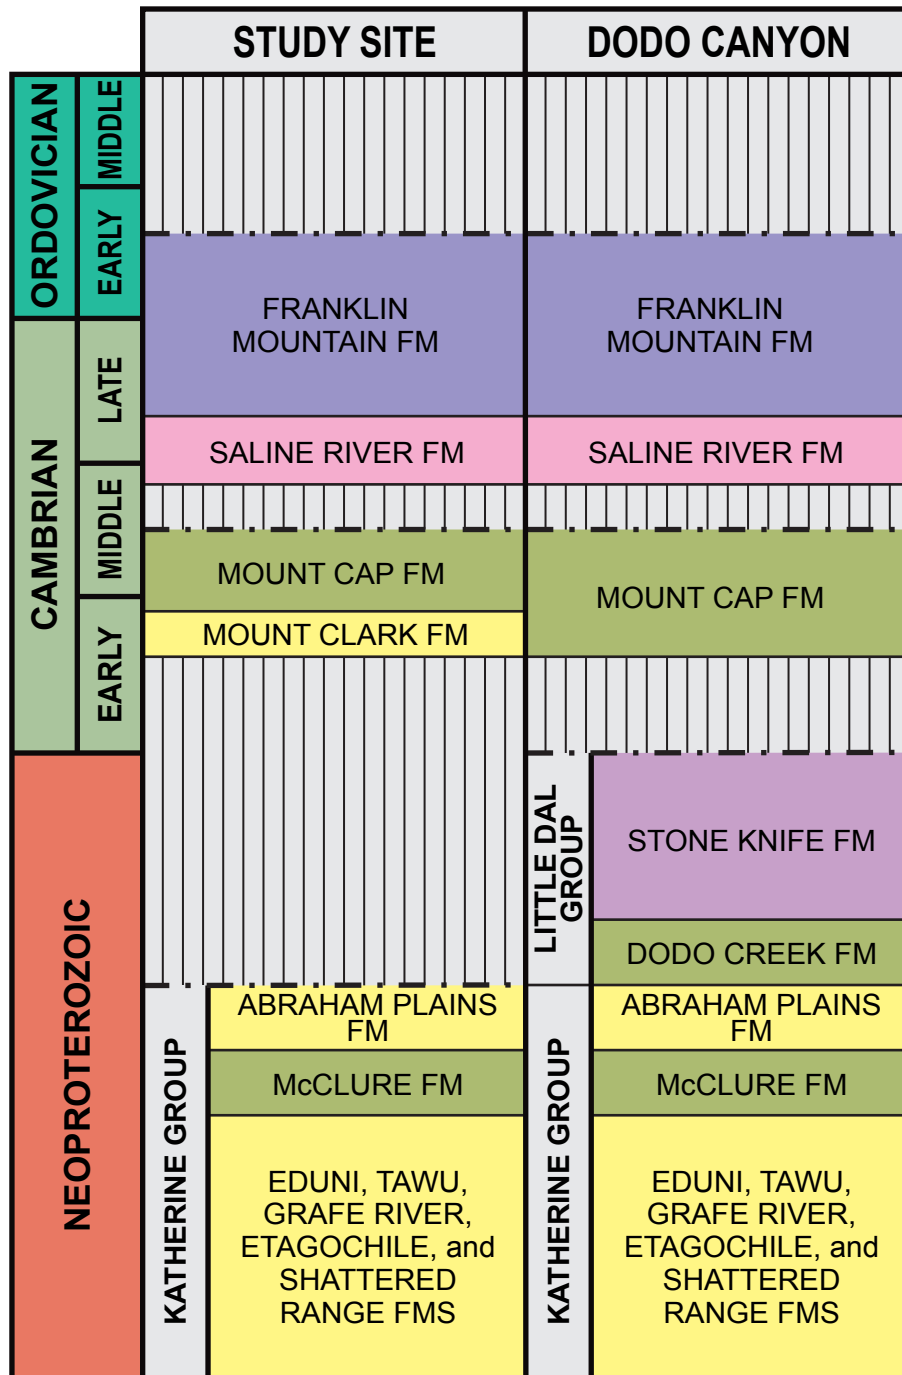 STUDY SITE
DODO CANYON
ORDOVICIAN
MIDDLE
EARLY
CAMBRIAN
LATE
MIDDLE
EARLY
NEOPROTEROZOIC
FRANKLIN
MOUNTAIN FM
SALINE RIVER FM
MOUNT CAP FM
MOUNT CLARK FM
KATHERINE GROUP
ABRAHAM PLAINS
FM
McCLURE FM
EDUNI, TAWU,
GRAFE RIVER,
ETAGOCHILE, and
SHATTERED
RANGE FMS
FRANKLIN
MOUNTAIN FM
SALINE RIVER FM
MOUNT CAP FM
LITTLE DAL
GROUP
STONE KNIFE FM
DODO CREEK FM
KATHERINE GROUP
ABRAHAM PLAINS
FM
McCLURE FM
EDUNI, TAWU,
GRAFE RIVER,
ETAGOCHILE, and
SHATTERED
RANGE FMS